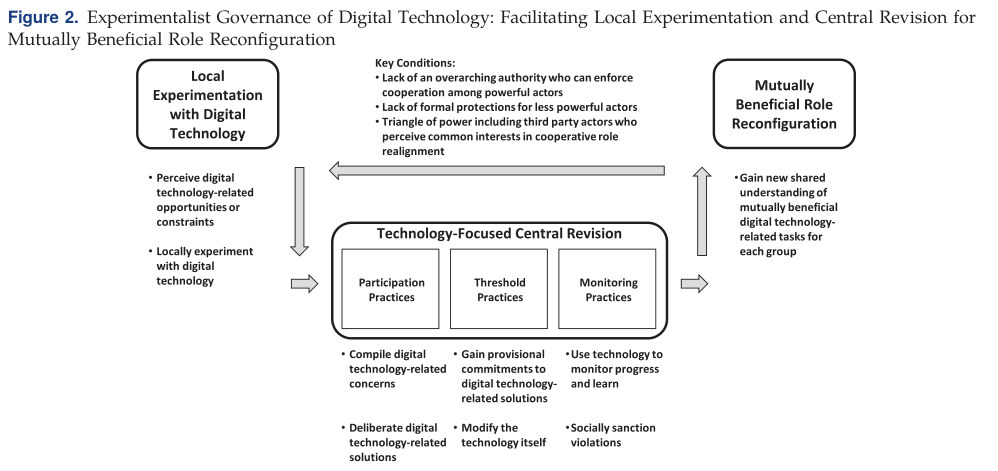 Figure 2. Experimentalist Governance of Digital Technology: Facilitating Local Experimentation and Central Revision for
Mutually Beneficial Role Reconfiguration
Local
Experimentation
with Digital
Technology
• Perceive digital
technology-related
opportunities or
constraints
• Locally experiment
with digital
technology
Key Conditions:
• Lack of an overarching authority who can enforce
cooperation among powerful actors
• Lack of formal protections for less powerful actors
• Triangle of power including third party actors who
perceive common interests in cooperative role
realignment
Technology-Focused Central Revision
Participation
Practices
• Compile digital
technology-related
concerns
• Deliberate digital
technology-related
solutions
Threshold
Practices
• Gain provisional
commitments to
digital technology-
related solutions
• Modify the
technology itself
Monitoring
Practices
• Use technology to
monitor progress
and learn
• Socially sanction
violations
Mutually
Beneficial Role
Reconfiguration
• Gain new shared
understanding of
mutually beneficial
digital technology-
related tasks for
each group